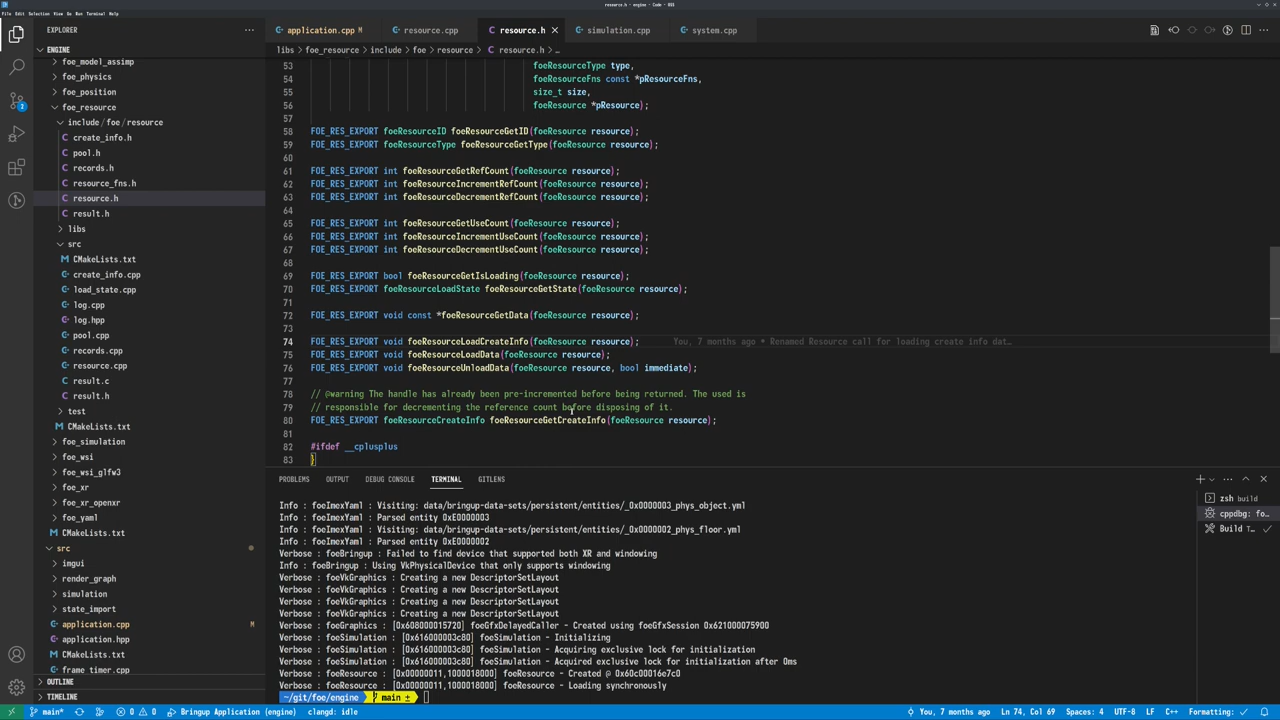 resource.h - engine - Code - OSS
File Edit Selection View Go Run Terminal Help
EXPLORER
application.cpp M
resource.cpp
resource.h
simulation.cpp
system.cpp
ENGINE
libs > foe_resource > include > foe > resource > C resource.h > ...
foe_model_assimp
foe_physics
foe_position
foe_resource
include / foe / resource
C create_info.h
C pool.h
C records.h
C resource_fns.h
C resource.h
C result.h
libs
src
CMakeLists.txt
create_info.cpp
load_state.cpp
log.cpp
log.hpp
pool.cpp
records.cpp
resource.cpp
result.c
result.h
test
CMakeLists.txt
foe_simulation
foe_wsi
foe_wsi_glfw3
foe_xr
foe_xr_openxr
foe_yaml
CMakeLists.txt
src
imgui
render_graph
simulation
state_import
application.cpp M
application.hpp
CMakeLists.txt
frame_timer.cpp
OUTLINE
TIMELINE
53 foeResourceType type,
54 foeResourceFns const *pResourceFns,
55 size_t size,
56 foeResource *pResource);
57
58 FOE_RES_EXPORT foeResourceID foeResourceGetID(foeResource resource);
59 FOE_RES_EXPORT foeResourceType foeResourceGetType(foeResource resource);
60
61 FOE_RES_EXPORT int foeResourceGetRefCount(foeResource resource);
62 FOE_RES_EXPORT int foeResourceIncrementRefCount(foeResource resource);
63 FOE_RES_EXPORT int foeResourceDecrementRefCount(foeResource resource);
64
65 FOE_RES_EXPORT int foeResourceGetUseCount(foeResource resource);
66 FOE_RES_EXPORT int foeResourceIncrementUseCount(foeResource resource);
67 FOE_RES_EXPORT int foeResourceDecrementUseCount(foeResource resource);
68
69 FOE_RES_EXPORT bool foeResourceGetIsLoading(foeResource resource);
70 FOE_RES_EXPORT foeResourceLoadState foeResourceGetState(foeResource resource);
71
72 FOE_RES_EXPORT void const *foeResourceGetData(foeResource resource);
73
74 FOE_RES_EXPORT void foeResourceLoadCreateInfo(foeResource resource); You, 7 months ago • Renamed Resource call for loading create info dat…
75 FOE_RES_EXPORT void foeResourceLoadData(foeResource resource);
76 FOE_RES_EXPORT void foeResourceUnloadData(foeResource resource, bool immediate);
77
78 // @warning The handle has already been pre-incremented before being returned. The used is
79 // responsible for decrementing the reference count before disposing of it.
80 FOE_RES_EXPORT foeResourceCreateInfo foeResourceGetCreateInfo(foeResource resource);
81
82 #ifdef __cplusplus
83 }
PROBLEMS OUTPUT DEBUG CONSOLE TERMINAL GITLENS
Info : foeImexYaml : Visiting: data/bringup-data-sets/persistent/entities/_0x0000003_phys_object.yml
Info : foeImexYaml : Parsed entity 0xE0000003
Info : foeImexYaml : Visiting: data/bringup-data-sets/persistent/entities/_0x0000002_phys_floor.yml
Info : foeImexYaml : Parsed entity 0xE0000002
Verbose : foeBringup : Failed to find device that supported both XR and windowing
Info : foeBringup : Using VkPhysicalDevice that only supports windowing
Verbose : foeVkGraphics : Creating a new DescriptorSetLayout
Verbose : foeVkGraphics : Creating a new DescriptorSetLayout
Verbose : foeVkGraphics : Creating a new DescriptorSetLayout
Verbose : foeVkGraphics : Creating a new DescriptorSetLayout
Verbose : foeGraphics : [0x608000015720] foeGfxDelayedCaller - Created using foeGfxSession 0x621000075900
Verbose : foeSimulation : [0x616000003c80] foeSimulation - Initializing
Verbose : foeSimulation : [0x616000003c80] foeSimulation - Acquiring exclusive lock for initialization
Verbose : foeSimulation : [0x616000003c80] foeSimulation - Acquired exclusive lock for initialization after 0ms
Verbose : foeResource : [0x00000011,1000018000] foeResource - Created @ 0x60c00016e7c0
Verbose : foeResource : [0x00000011,1000018000] foeResource - Loading synchronously
~/git/foe/engine main ±
zsh build
cppdbg: fo...
Build T...
main* 0 0 Bringup Application (engine) clangd: idle
You, 7 months ago Ln 74, Col 69 Spaces: 4 UTF-8 LF C++ Formatting: ✓